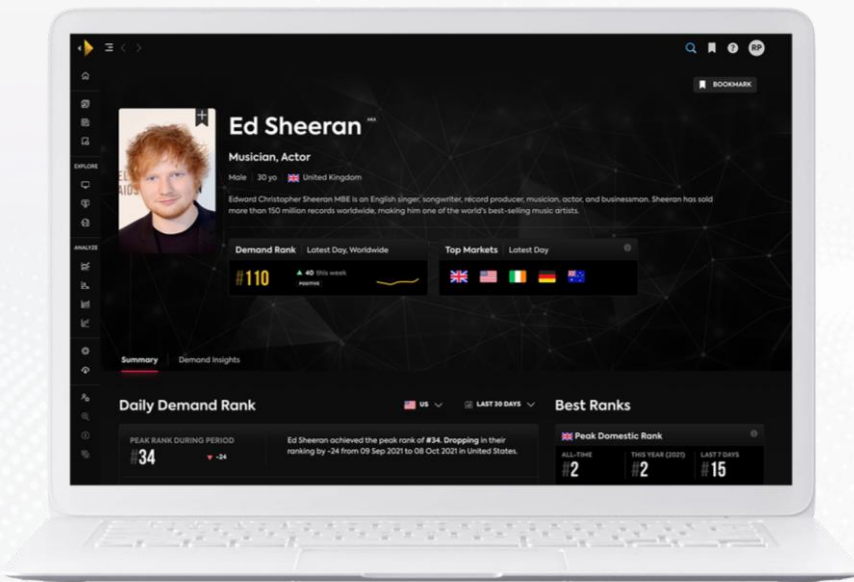 RP
BOOKMARK
Ed Sheeran AKA
Musician, Actor
Male 30 yo United Kingdom
Edward Christopher Sheeran MBE is an English singer, songwriter, record producer, musician, actor, and businessman. Sheeran has sold
more than 150 million records worldwide, making him one of the world's best-selling music artists.
EXPLORE
Demand Rank Latest Day, Worldwide
#110 40 this week
POSITIVE
Top Markets Latest Day
ANALYZE
Summary Demand Insights
Daily Demand Rank US LAST 30 DAYS
PEAK RANK DURING PERIOD
#34 -24
Ed Sheeran achieved the peak rank of #34. Dropping in their
ranking by -24 from 09 Sep 2021 to 08 Oct 2021 in United States.
Best Ranks
Peak Domestic Rank
ALL-TIME THIS YEAR (2021) LAST 7 DAYS
#2 #2 #15